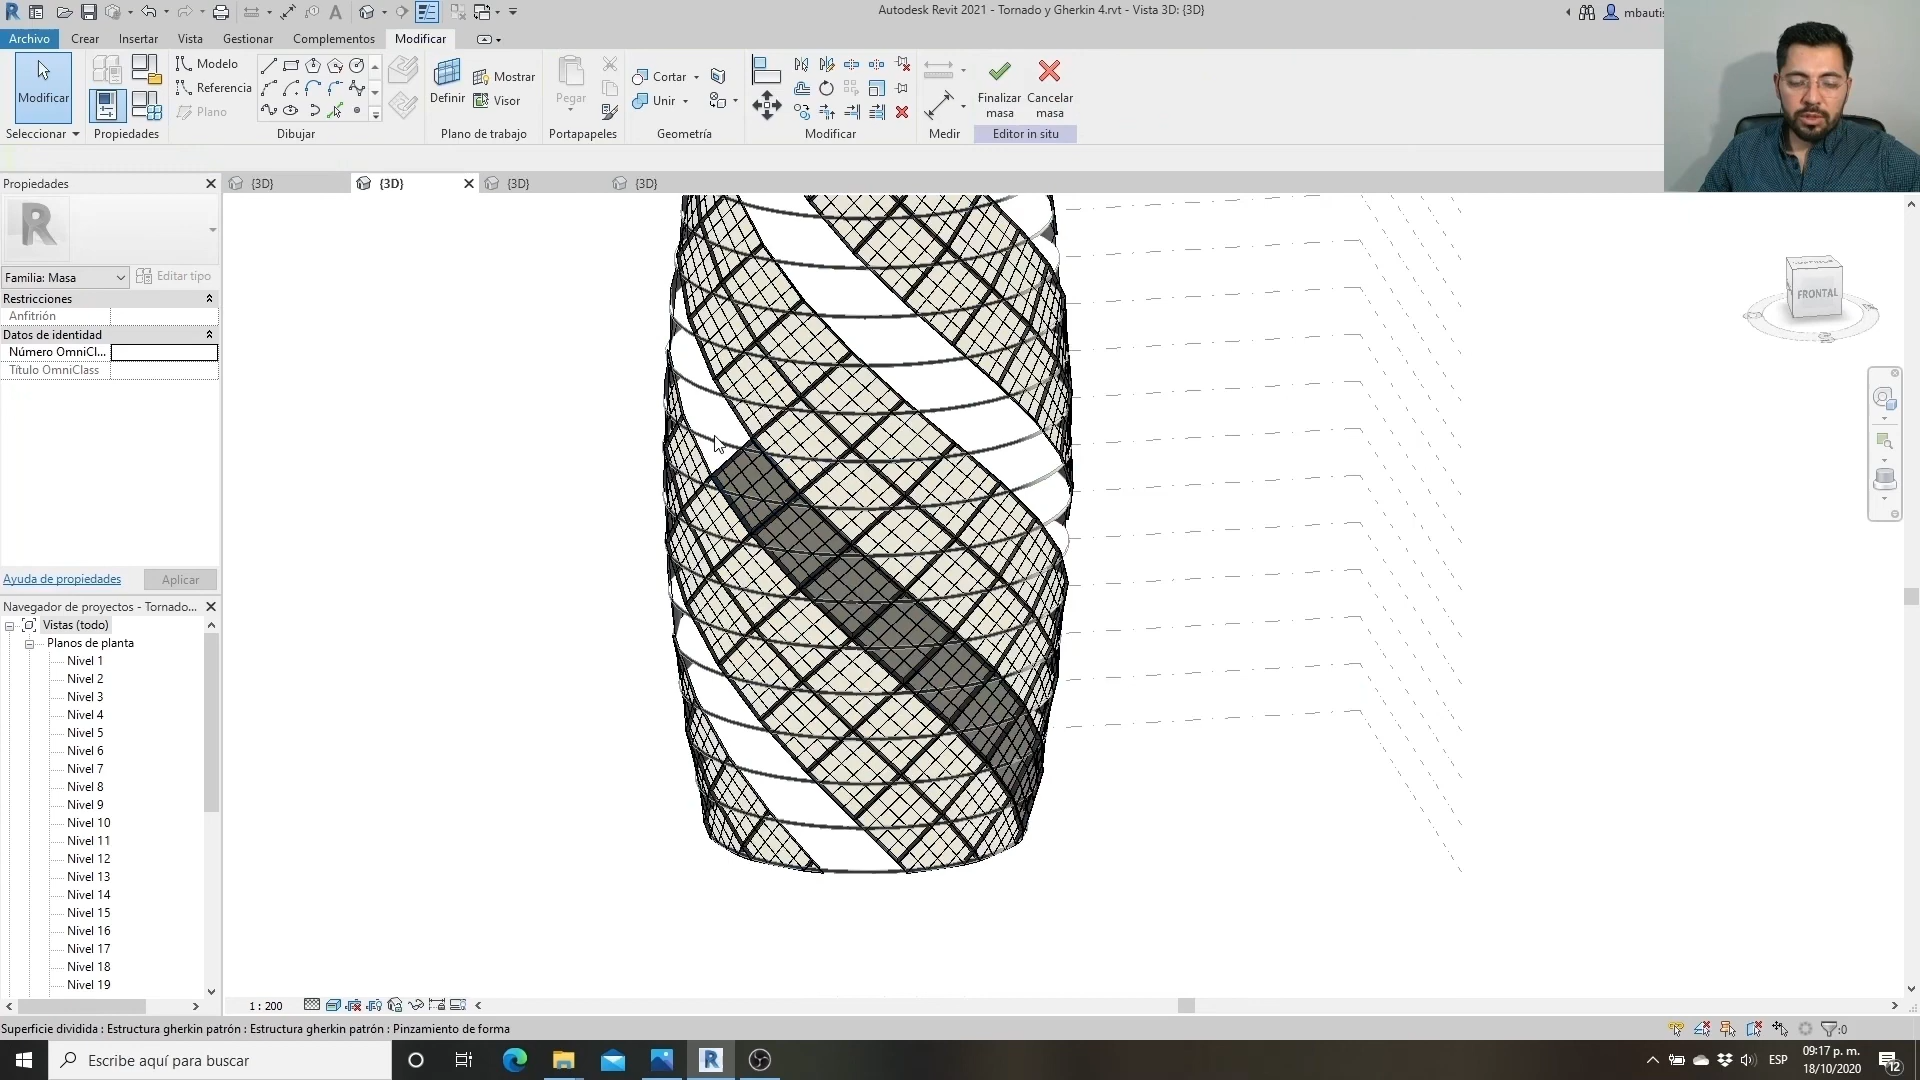 Autodesk Revit 2021 - Tornado y Gherkin 4.rvt - Vista 3D: {3D}
mbautis
Archivo Crear Insertar Vista Gestionar Complementos Modificar
Modificar
Modelo
Referencia
Plano
Definir
Mostrar
Visor
Pegar
Cortar
Unir
Finalizar masa
Cancelar masa
Seleccionar Propiedades Dibujar Plano de trabajo Portapapeles Geometría Modificar Medir Editor in situ
Propiedades
{3D} {3D} {3D} {3D}
Familia: Masa
Editar tipo
Restricciones
Anfitrión
Datos de identidad
Número OmniCl...
Título OmniClass
FRONTAL
Ayuda de propiedades
Aplicar
Navegador de proyectos - Tornado...
Vistas (todo)
Planos de planta
Nivel 1
Nivel 2
Nivel 3
Nivel 4
Nivel 5
Nivel 6
Nivel 7
Nivel 8
Nivel 9
Nivel 10
Nivel 11
Nivel 12
Nivel 13
Nivel 14
Nivel 15
Nivel 16
Nivel 17
Nivel 18
Nivel 19
1 : 200
Superficie dividida : Estructura gherkin patrón : Estructura gherkin patrón : Pinzamiento de forma
:0
Escribe aquí para buscar
ESP
09:17 p. m.
18/10/2020
12